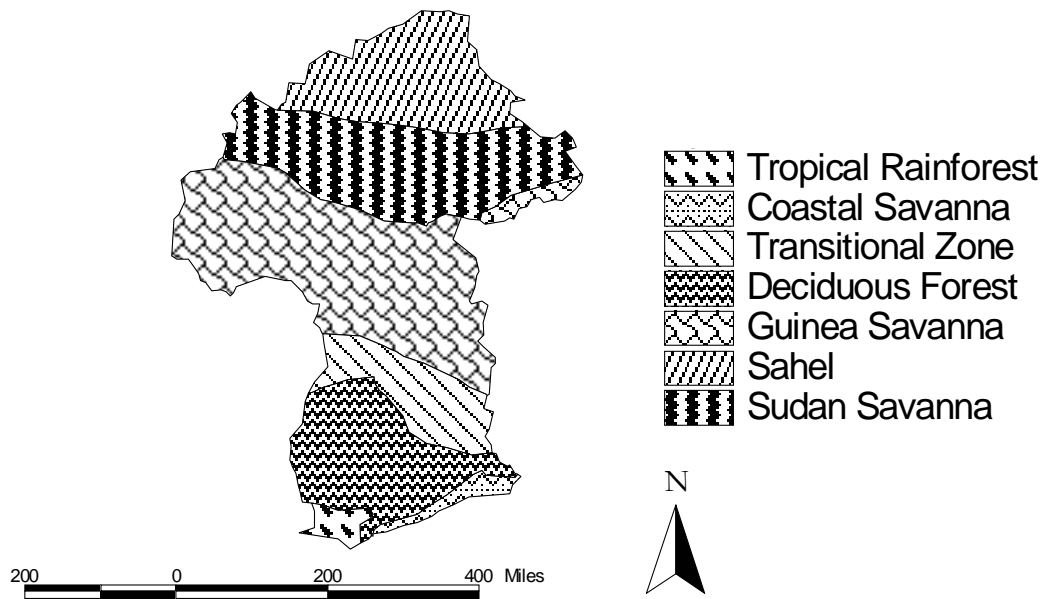 Tropical Rainforest
Coastal Savanna
Transitional Zone
Deciduous Forest
Guinea Savanna
Sahel
Sudan Savanna
N
200 0 200 400 Miles